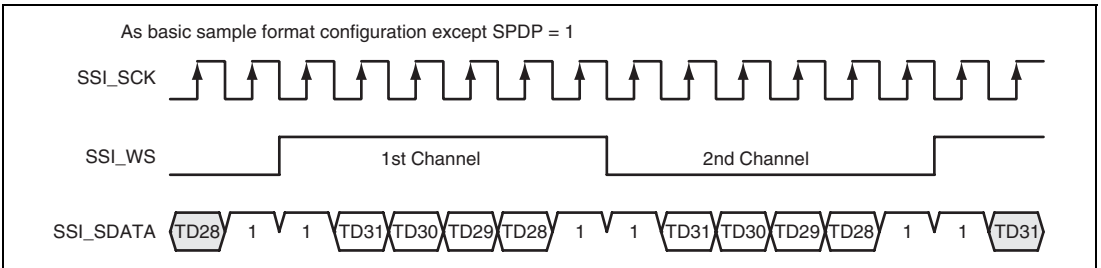 As basic sample format configuration except SPDP = 1
SSI_SCK
SSI_WS 1st Channel 2nd Channel
SSI_SDATA TD28 1 1 TD31 TD30 TD29 TD28 1 1 TD31 TD30 TD29 TD28 1 1 TD31